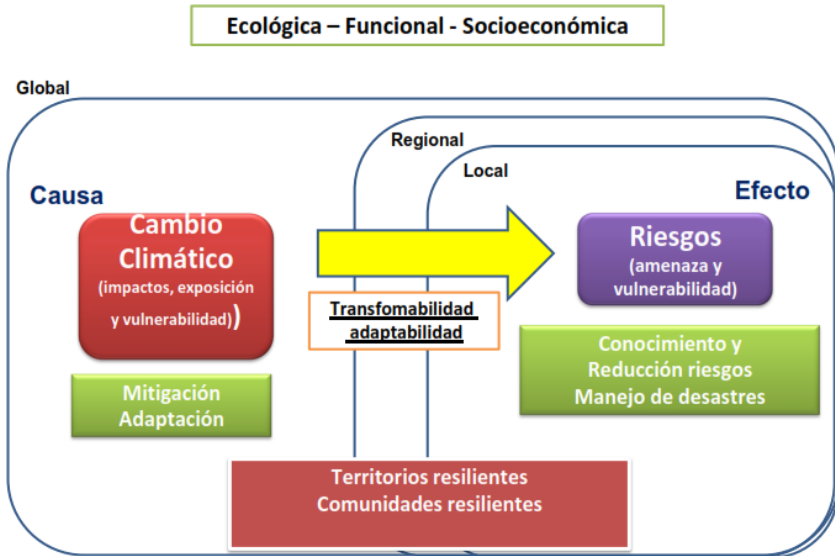 Ecológica – Funcional - Socioeconómica
Global
Regional
Local
Causa
Efecto
Cambio
Climático
(impactos, exposición
y vulnerabilidad))
Transfomabilidad
adaptabilidad
Riesgos
(amenaza y
vulnerabilidad)
Mitigación
Adaptación
Conocimiento y
Reducción riesgos
Manejo de desastres
Territorios resilientes
Comunidades resilientes